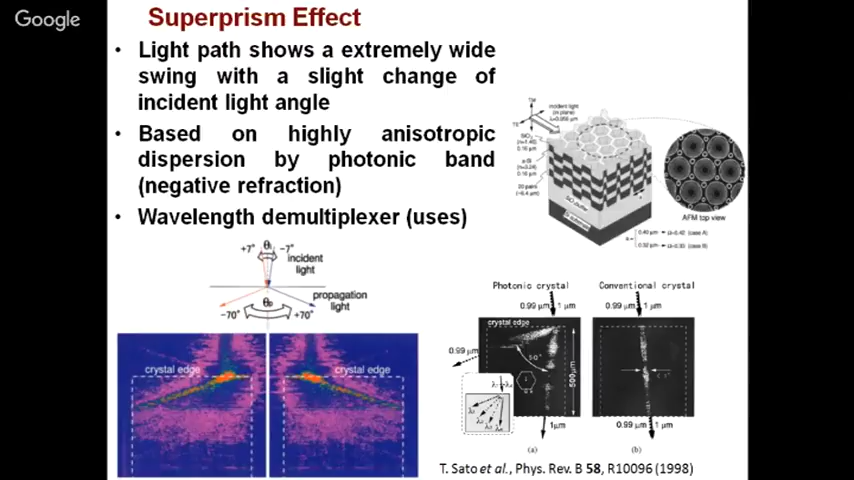 Google
Superprism Effect
• Light path shows a extremely wide
swing with a slight change of
incident light angle
• Based on highly anisotropic
dispersion by photonic band
(negative refraction)
• Wavelength demultiplexer (uses)
incident light
(in plane)
AFM top view
+7° θ -7°
incident
light
propagation
light
-70° +70°
crystal edge
crystal edge
Photonic crystal
Conventional crystal
0.99 μm 1 μm
0.99 μm 1 μm
crystal edge
0.99 μm
50°
500μm
1μm
0.99 μm 1 μm
(a)
(b)
T. Sato et al., Phys. Rev. B 58, R10096 (1998)